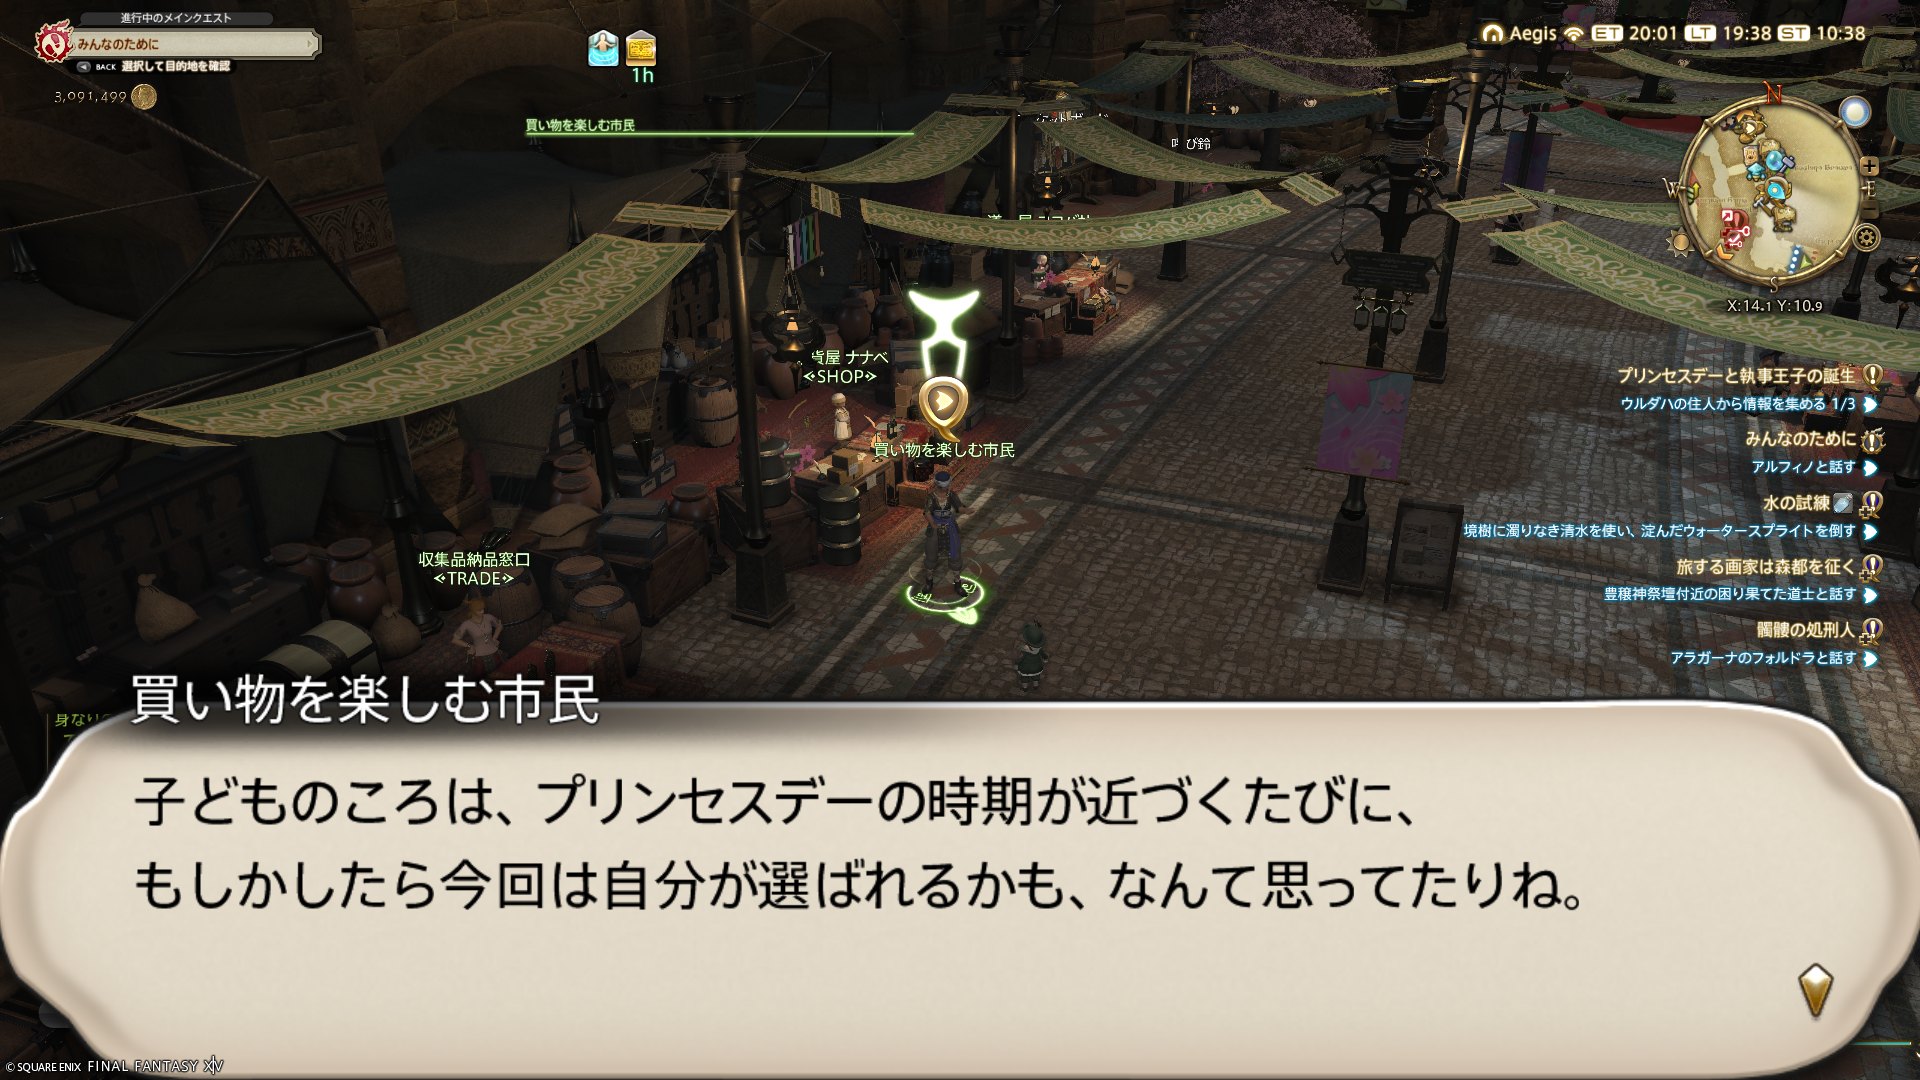 進行中のメインクエスト
みんなのために
BACK 選択して目的地を確認
3,091,499
1h
Aegis ET 20:01 LT 19:38 ST 10:38
買い物を楽しむ市民
び鈴
N
W
E
S
X:14.1 Y:10.9
貨屋 ナナベ
<SHOP>
買い物を楽しむ市民
収集品納品窓口
<TRADE>
プリンセスデーと執事王子の誕生
ウルダハの住人から情報を集める 1/3
みんなのために
アルフィノと話す
水の試練
境樹に濁りなき清水を使い、淀んだウォータースプライトを倒す
旅する画家は森都を征く
豊穣神祭壇付近の困り果てた道士と話す
髑髏の処刑人
アラガーナのフォルドラと話す
身なり
買い物を楽しむ市民
子どものころは、プリンセスデーの時期が近づくたびに、
もしかしたら今回は自分が選ばれるかも、なんて思ってたりね。
© SQUARE ENIX FINAL FANTASY XIV